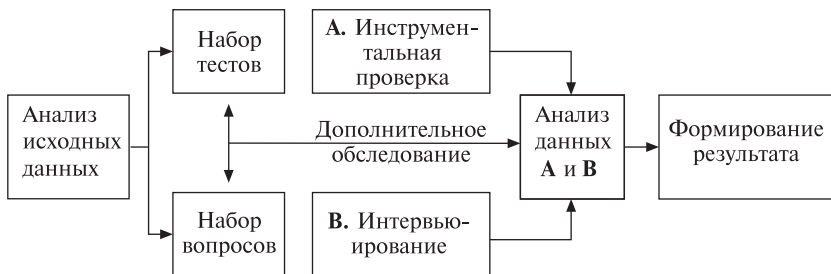 Анализ
исходных
данных
Набор
тестов
Набор
вопросов
А. Инструмен-
тальная
проверка
Дополнительное
обследование
В. Интервью-
ирование
Анализ
данных
А и В
Формирование
результата